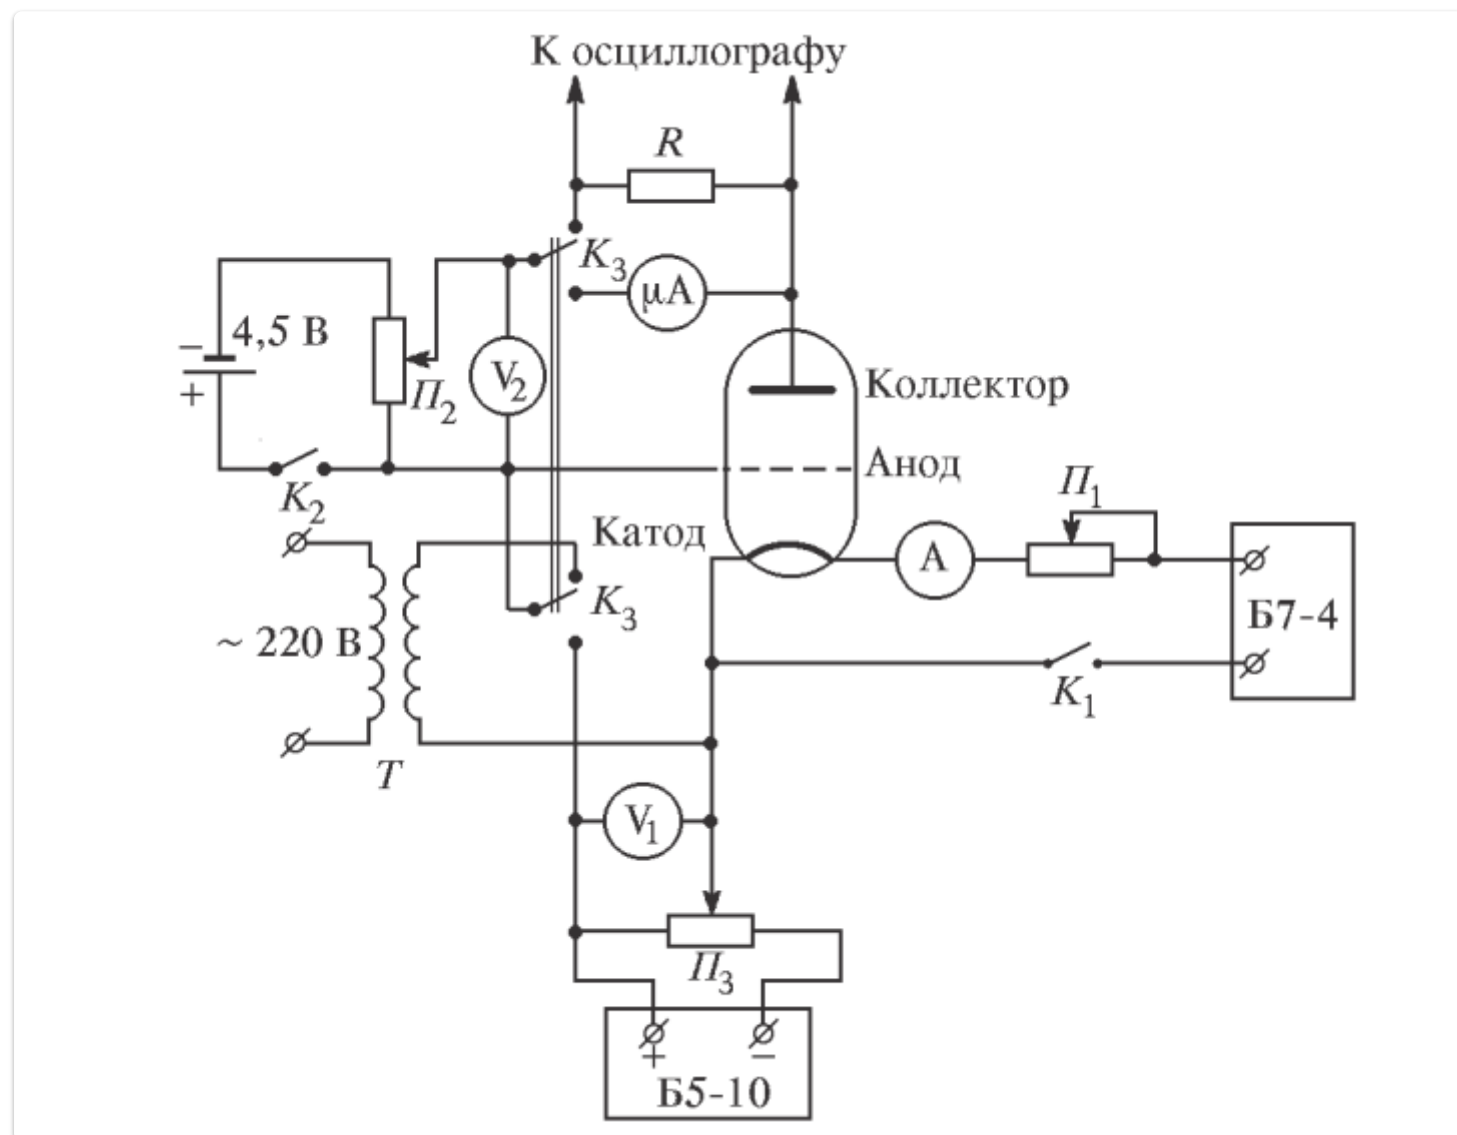 К осциллографу
R
K₃
μA
− 4,5 В
+
П₂
V₂
Коллектор
Анод
K₂
П₁
Катод
A
K₃
Б7-4
~ 220 В
K₁
T
V₁
П₃
+ −
Б5-10